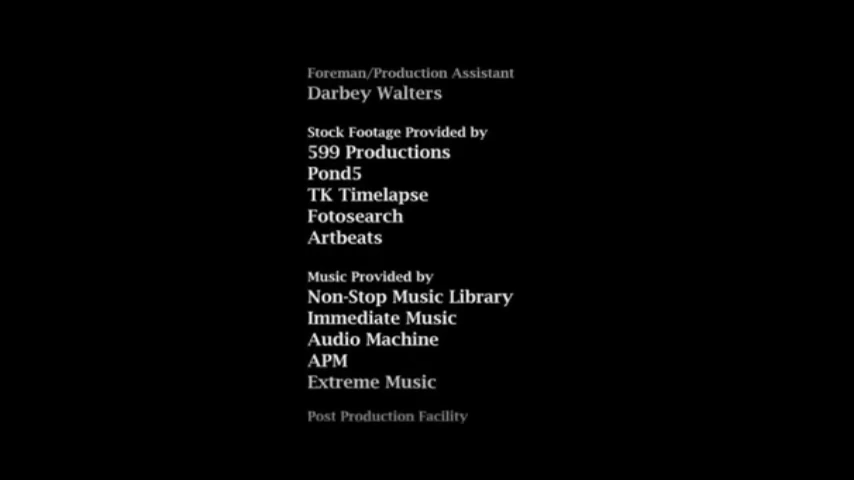 Foreman/Production Assistant
Darbey Walters
Stock Footage Provided by
599 Productions
Pond5
TK Timelapse
Fotosearch
Artbeats
Music Provided by
Non-Stop Music Library
Immediate Music
Audio Machine
APM
Extreme Music
Post Production Facility